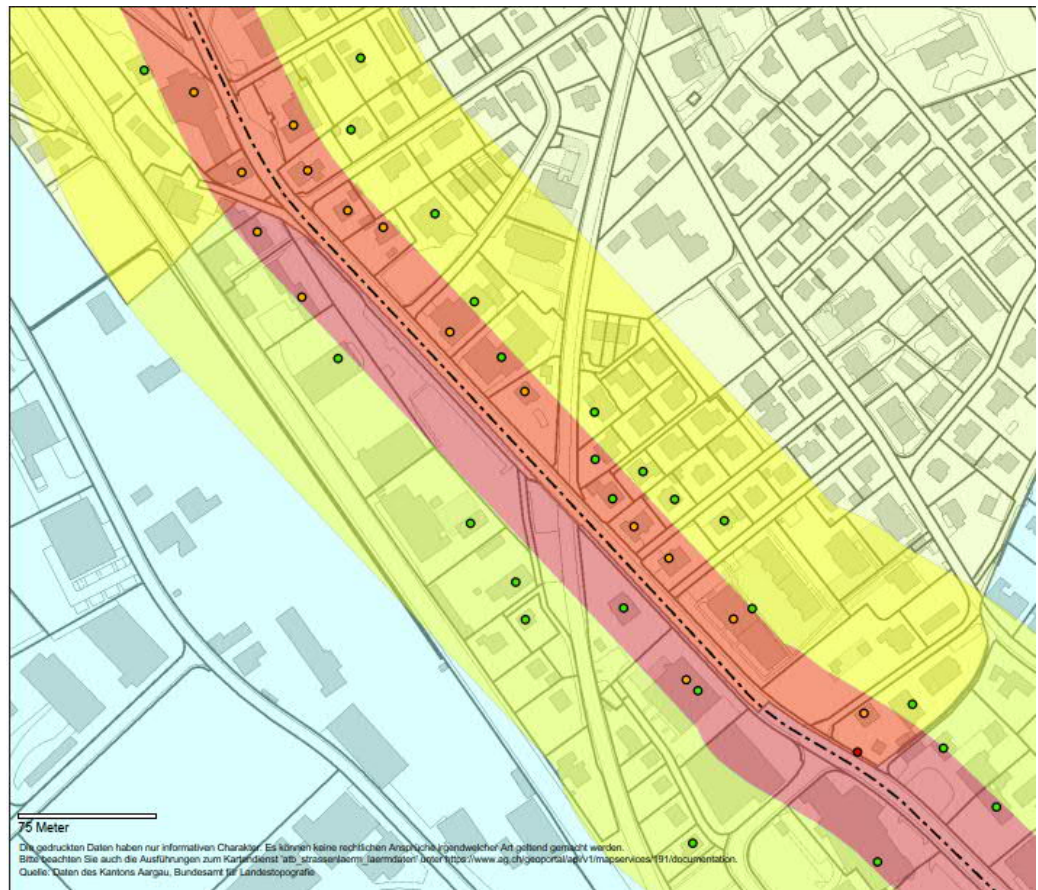 75 Meter
Die gedruckten Daten haben nur informativen Charakter. Es können keine rechtlichen Ansprüche irgendwelcher Art geltend gemacht werden.
Bitte beachten Sie auch die Ausführungen zum Kartendienst 'atb_strassenlaerm_laermdaten' unter https://www.ag.ch/geoportal/api/v1/mapservices/191/documentation.
Quelle: Daten des Kantons Aargau, Bundesamt für Landestopografie